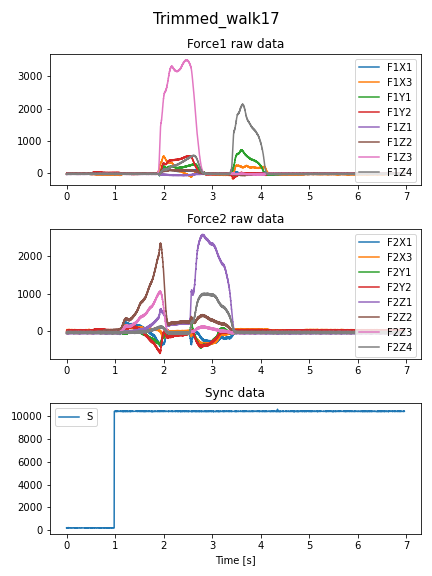 Trimmed_walk17
Force1 raw data
3000
2000
1000
0
F1X1
F1X3
F1Y1
F1Y2
F1Z1
F1Z2
F1Z3
F1Z4
0 1 2 3 4 5 6 7
Force2 raw data
2000
1000
0
F2X1
F2X3
F2Y1
F2Y2
F2Z1
F2Z2
F2Z3
F2Z4
0 1 2 3 4 5 6 7
Sync data
10000
8000
6000
4000
2000
0
S
0 1 2 3 4 5 6 7
Time [s]